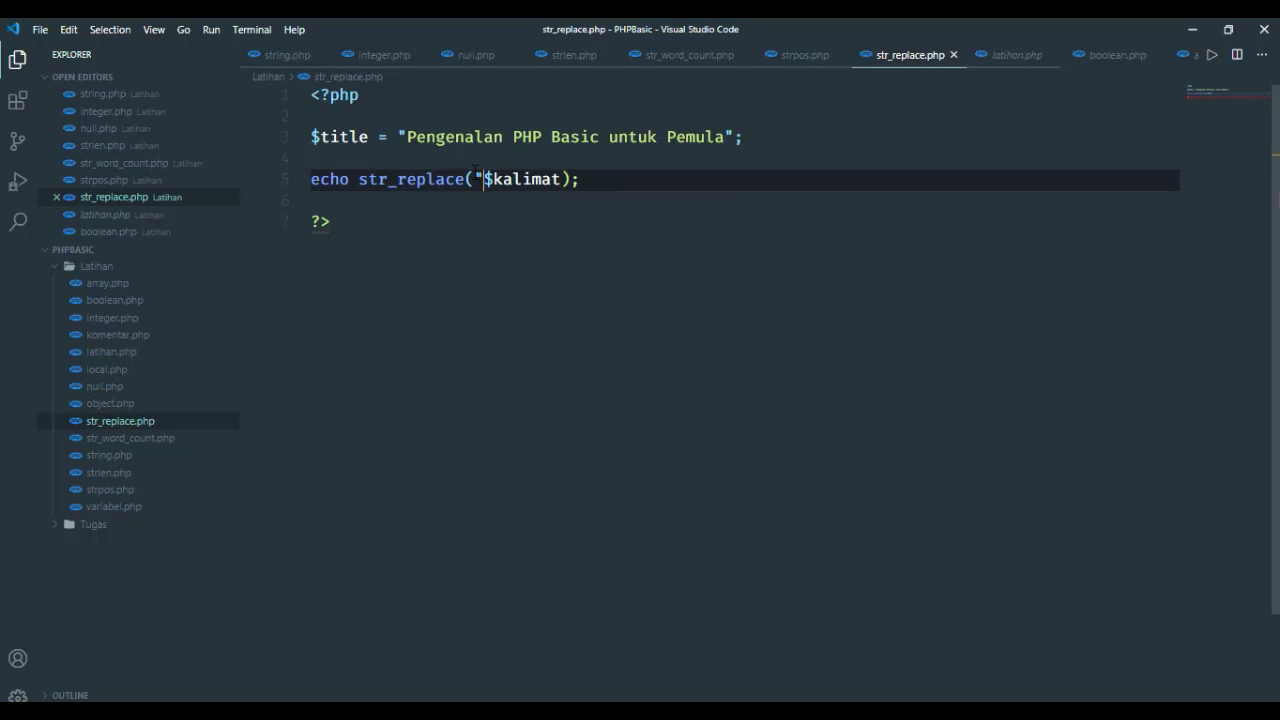 File Edit Selection View Go Run Terminal Help
str_replace.php - PHPBasic - Visual Studio Code
EXPLORER
string.php integer.php null.php strien.php str_word_count.php strpos.php str_replace.php latihan.php boolean.php a
OPEN EDITORS
Latihan > str_replace.php
string.php Latihan
integer.php Latihan
null.php Latihan
strien.php Latihan
str_word_count.php Latihan
strpos.php Latihan
str_replace.php Latihan
latihan.php Latihan
boolean.php Latihan
PHPBASIC
Latihan
array.php
boolean.php
integer.php
komentar.php
latihan.php
local.php
null.php
object.php
str_replace.php
str_word_count.php
string.php
strien.php
strpos.php
variabel.php
Tugas
OUTLINE
1 <?php
2
3 $title = "Pengenalan PHP Basic untuk Pemula";
4
5 echo str_replace("$kalimat);
6
7 ?>